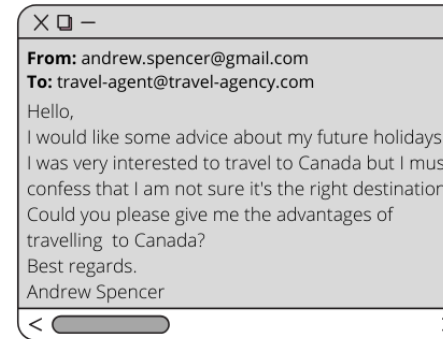 From: andrew.spencer@gmail.com
To: travel-agent@travel-agency.com
Hello,
I would like some advice about my future holidays
I was very interested to travel to Canada but I mus
confess that I am not sure it's the right destination
Could you please give me the advantages of
travelling to Canada?
Best regards.
Andrew Spencer